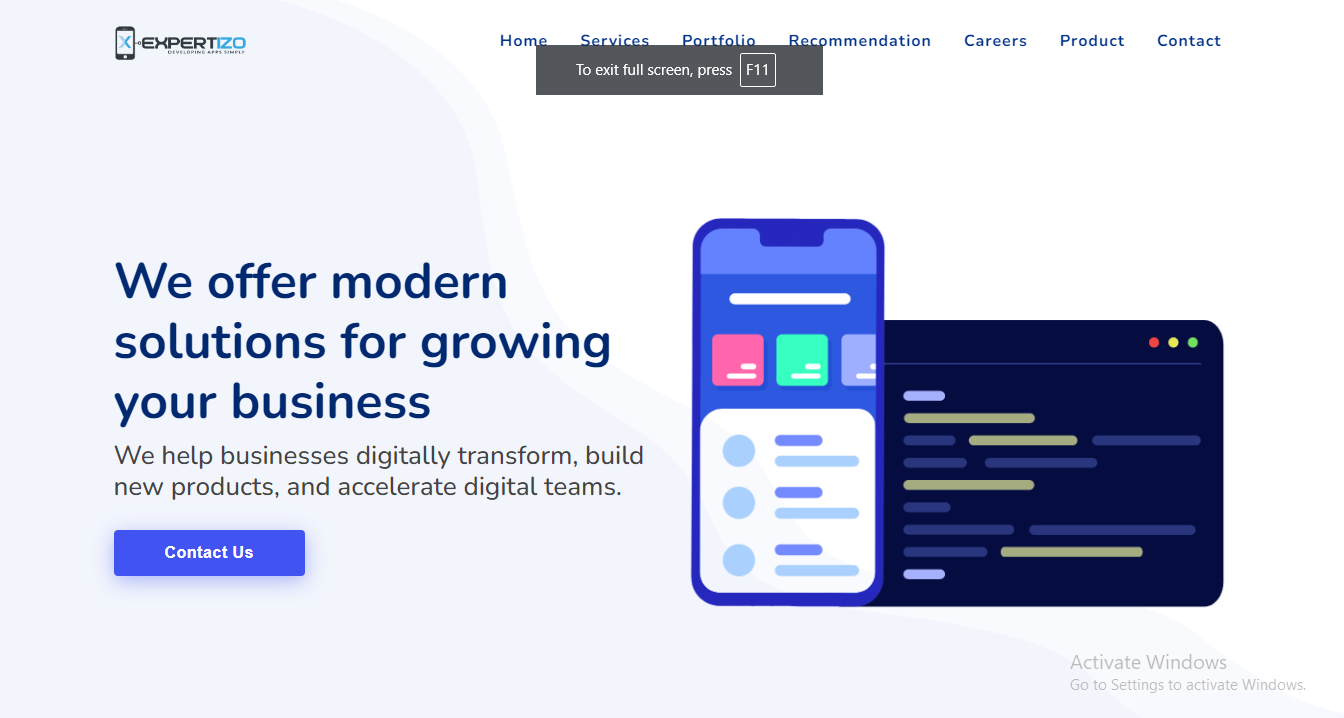 EXPERTIZO
DEVELOPING APPS SIMPLY
Home Services Portfolio Recommendation Careers Product Contact
To exit full screen, press F11
We offer modern
solutions for growing
your business
We help businesses digitally transform, build
new products, and accelerate digital teams.
Contact Us
Activate Windows
Go to Settings to activate Windows.